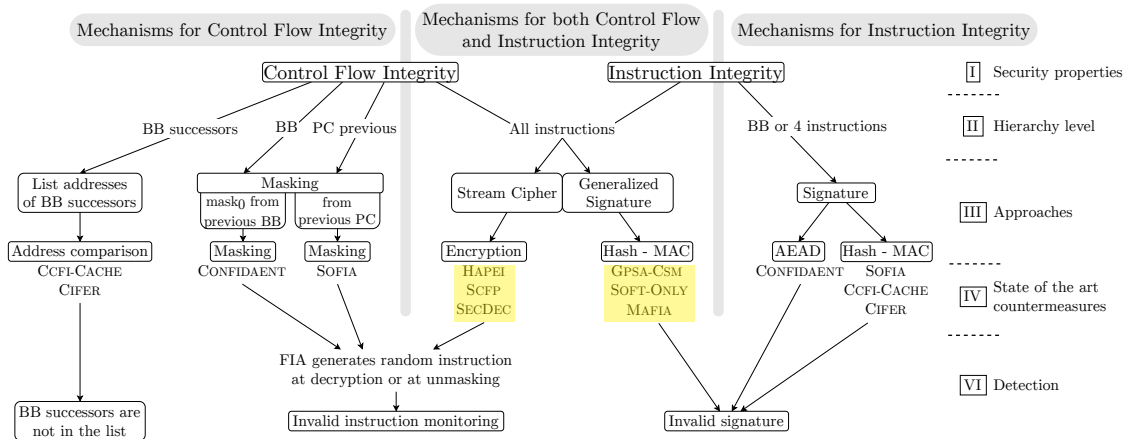 Mechanisms for Control Flow Integrity
Mechanisms for both Control Flow
and Instruction Integrity
Mechanisms for Instruction Integrity
Control Flow Integrity
Instruction Integrity
I Security properties
BB successors
BB
PC previous
All instructions
BB or 4 instructions
II Hierarchy level
List addresses
of BB successors
Masking
mask0 from
previous BB
from
previous PC
Stream Cipher
Generalized
Signature
Signature
III Approaches
Address comparison
CCFI-CACHE
CIFER
Masking
CONFIDAENT
Masking
SOFIA
Encryption
HAPEI
SCFP
SECDEC
Hash - MAC
GPSA-CSM
SOFT-ONLY
MAFIA
AEAD
CONFIDAENT
Hash - MAC
SOFIA
CCFI-CACHE
CIFER
IV State of the art
countermeasures
FIA generates random instruction
at decryption or at unmasking
VI Detection
BB successors are
not in the list
Invalid instruction monitoring
Invalid signature